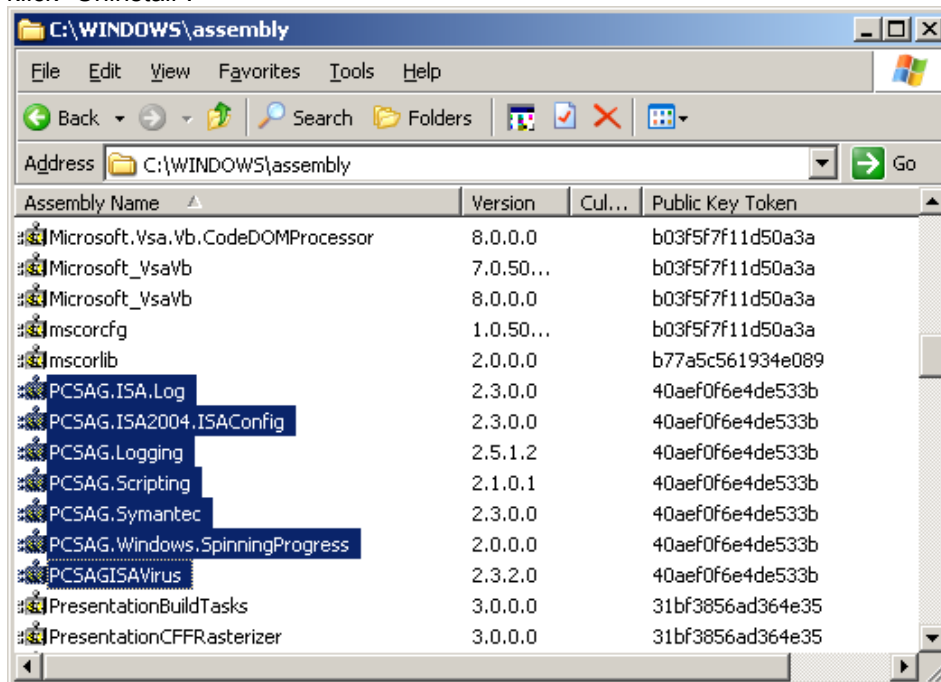 C:\WINDOWS\assembly
File Edit View Favorites Tools Help
Back Search Folders
Address C:\WINDOWS\assembly Go
Assembly Name Version Cul... Public Key Token
Microsoft.Vsa.Vb.CodeDOMProcessor 8.0.0.0 b03f5f7f11d50a3a
Microsoft_VsaVb 7.0.50... b03f5f7f11d50a3a
Microsoft_VsaVb 8.0.0.0 b03f5f7f11d50a3a
mscorcfg 1.0.50... b03f5f7f11d50a3a
mscorlib 2.0.0.0 b77a5c561934e089
PCSAG.ISA.Log 2.3.0.0 40aef0f6e4de533b
PCSAG.ISA2004.ISAConfig 2.3.0.0 40aef0f6e4de533b
PCSAG.Logging 2.5.1.2 40aef0f6e4de533b
PCSAG.Scripting 2.1.0.1 40aef0f6e4de533b
PCSAG.Symantec 2.3.0.0 40aef0f6e4de533b
PCSAG.Windows.SpinningProgress 2.0.0.0 40aef0f6e4de533b
PCSAGISAVirus 2.3.2.0 40aef0f6e4de533b
PresentationBuildTasks 3.0.0.0 31bf3856ad364e35
PresentationCFFRasterizer 3.0.0.0 31bf3856ad364e35